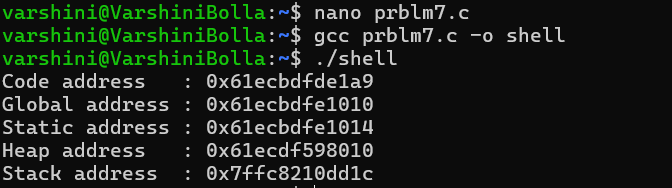 varshini@VarshiniBolla:~$ nano prblm7.c
varshini@VarshiniBolla:~$ gcc prblm7.c -o shell
varshini@VarshiniBolla:~$ ./shell
Code address   : 0x61ecbdfde1a9
Global address : 0x61ecbdfe1010
Static address : 0x61ecbdfe1014
Heap address   : 0x61ecdf598010
Stack address  : 0x7ffc8210dd1c